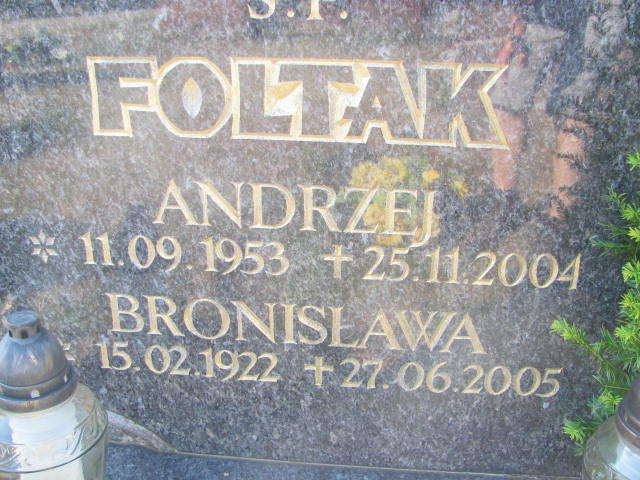 Ś.P.
FOLTAK
ANDRZEJ
* 11.09.1953 † 25.11.2004
BRONISŁAWA
* 15.02.1922 † 27.06.2005